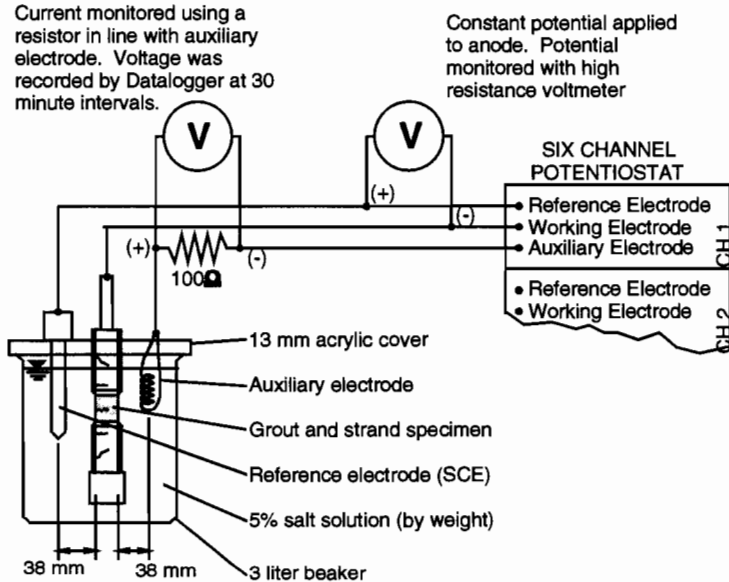 Current monitored using a
resistor in line with auxiliary
electrode. Voltage was
recorded by Datalogger at 30
minute intervals.
Constant potential applied
to anode. Potential
monitored with high
resistance voltmeter
V
V
SIX CHANNEL
POTENTIOSTAT
(+)
(-)
Reference Electrode
Working Electrode
Auxiliary Electrode
CH 1
(+)
(-)
100Ω
Reference Electrode
Working Electrode
CH 2
13 mm acrylic cover
Auxiliary electrode
Grout and strand specimen
Reference electrode (SCE)
5% salt solution (by weight)
38 mm
38 mm
3 liter beaker